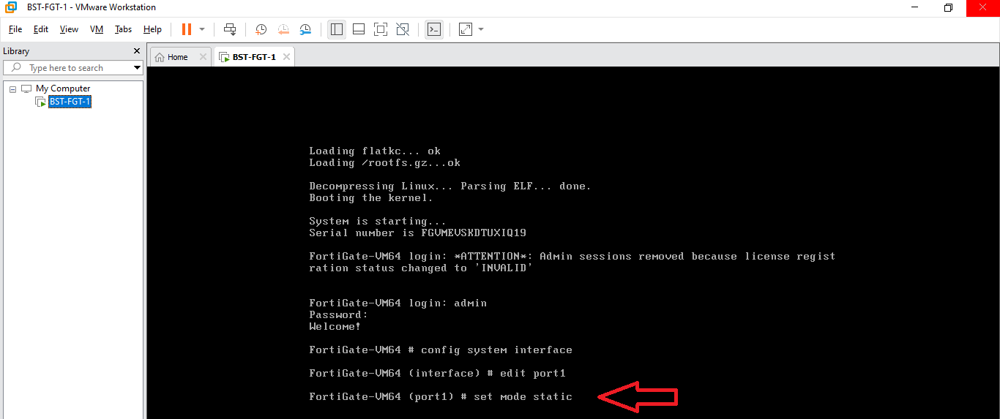 BST-FGT-1 - VMware Workstation
File Edit View VM Tabs Help
Library
Type here to search
My Computer
BST-FGT-1
Home
BST-FGT-1
Loading flatkc... ok
Loading /rootfs.gz...ok
Decompressing Linux... Parsing ELF... done.
Booting the kernel.
System is starting...
Serial number is FGVMEVSKDTUXIQ19
FortiGate-VM64 login: *ATTENTION*: Admin sessions removed because license regist
ration status changed to 'INVALID'
FortiGate-VM64 login: admin
Password:
Welcome!
FortiGate-VM64 # config system interface
FortiGate-VM64 (interface) # edit port1
FortiGate-VM64 (port1) # set mode static